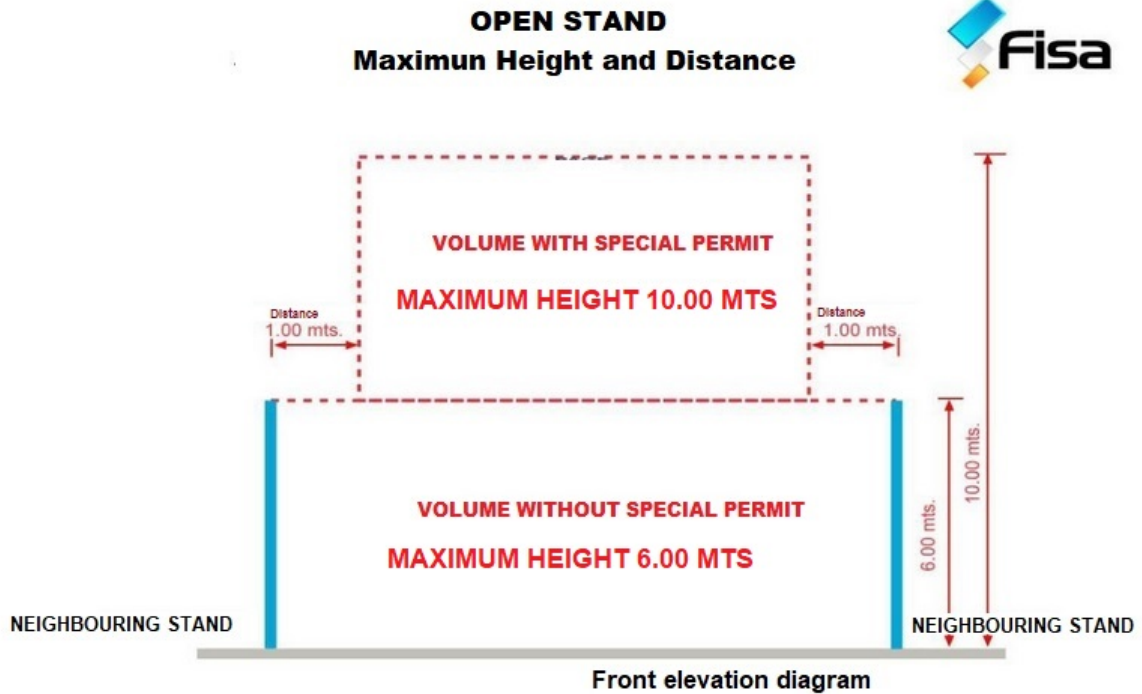 OPEN STAND
Maximun Height and Distance
Fisa
VOLUME WITH SPECIAL PERMIT
MAXIMUM HEIGHT 10.00 MTS
Distance
1.00 mts.
Distance
1.00 mts.
10.00 mts.
6.00 mts.
VOLUME WITHOUT SPECIAL PERMIT
MAXIMUM HEIGHT 6.00 MTS
NEIGHBOURING STAND
NEIGHBOURING STAND
Front elevation diagram